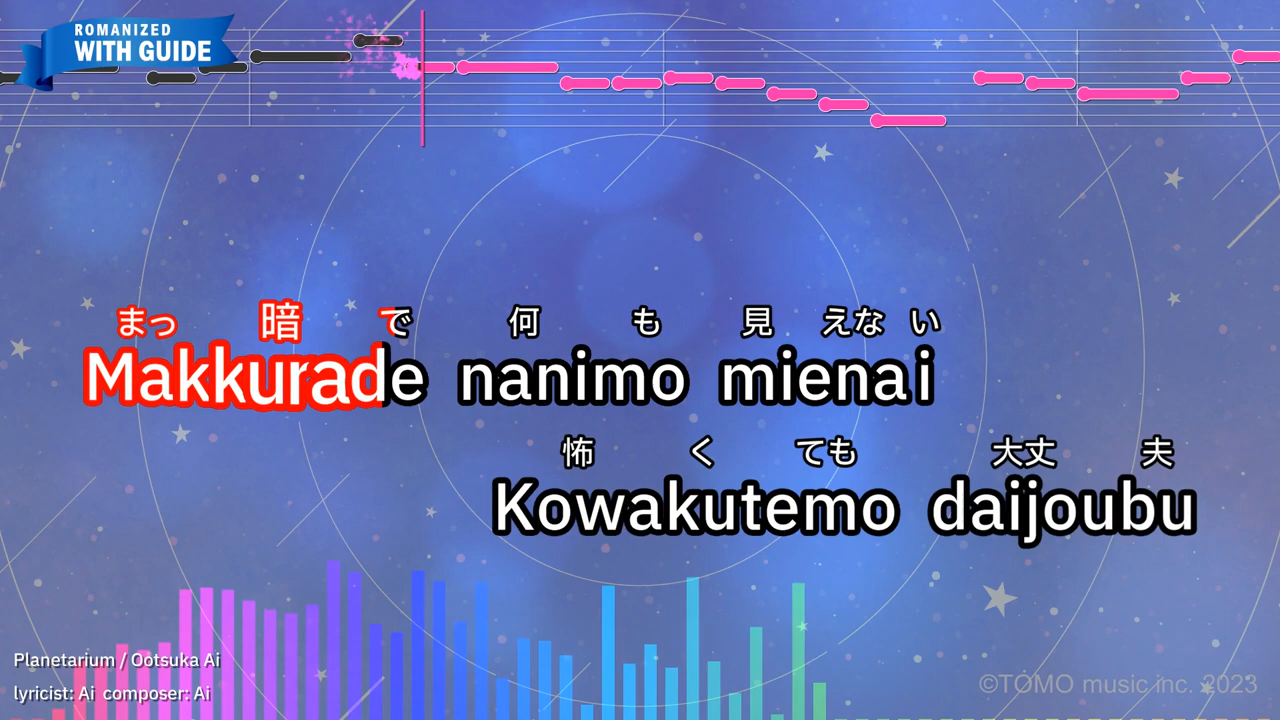 ROMANIZED
WITH GUIDE
まっ 暗 で 何 も 見 えな い
Makkurade nanimo mienai
怖 く ても 大丈 夫
Kowakutemo daijoubu
Planetarium / Ootsuka Ai
lyricist: Ai composer: Ai
©TOMO music inc. 2023